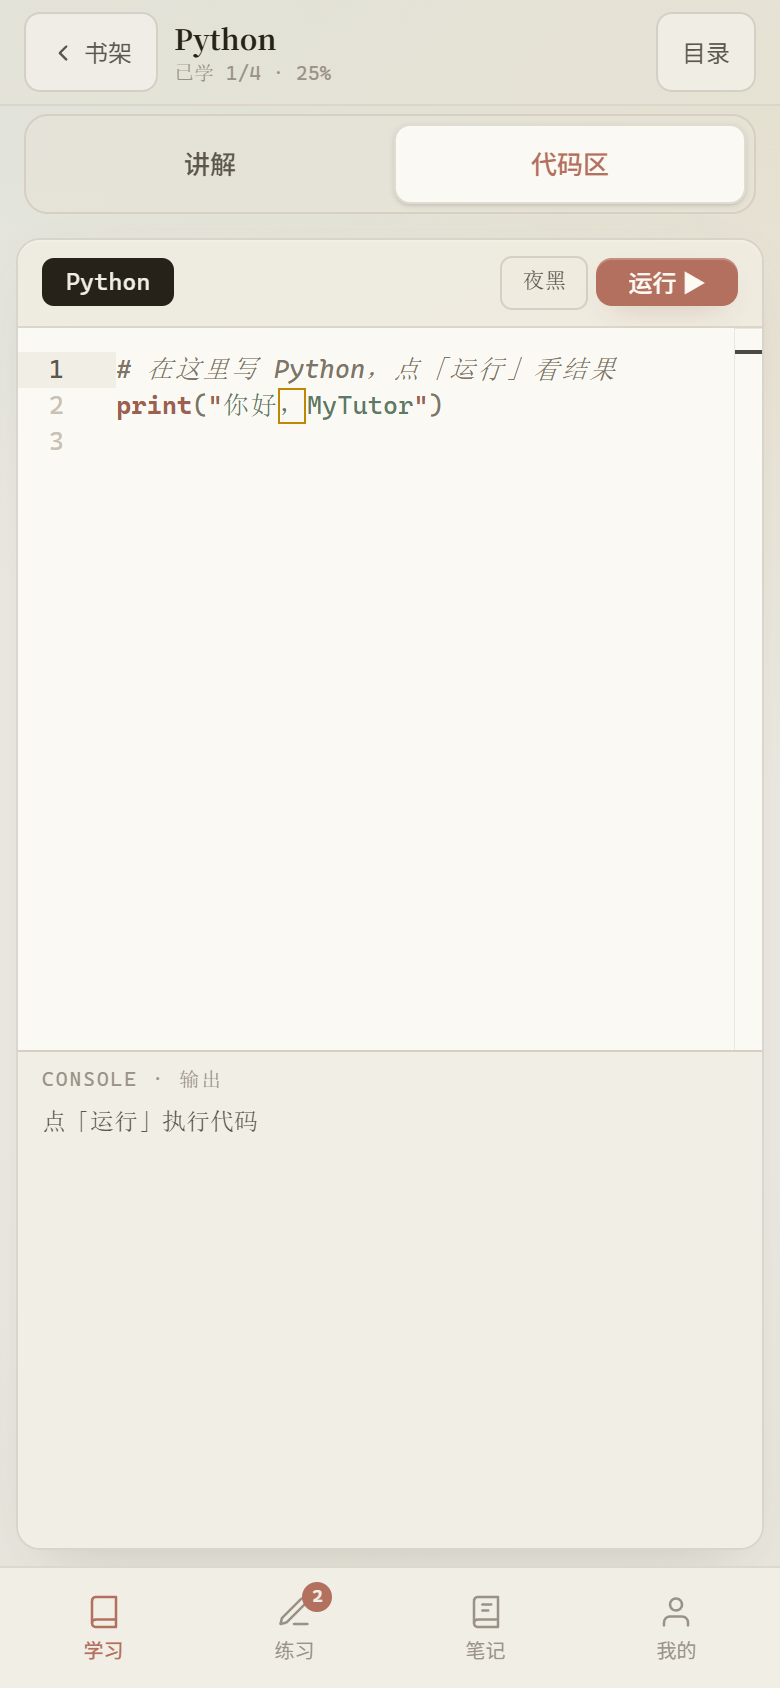 书架
Python
已学 1/4 · 25%
目录
讲解
代码区
Python
夜黑
运行 ▶
1 # 在这里写 Python，点「运行」看结果
2 print("你好，MyTutor")
3
CONSOLE · 输出
点「运行」执行代码
学习
练习
2
笔记
我的